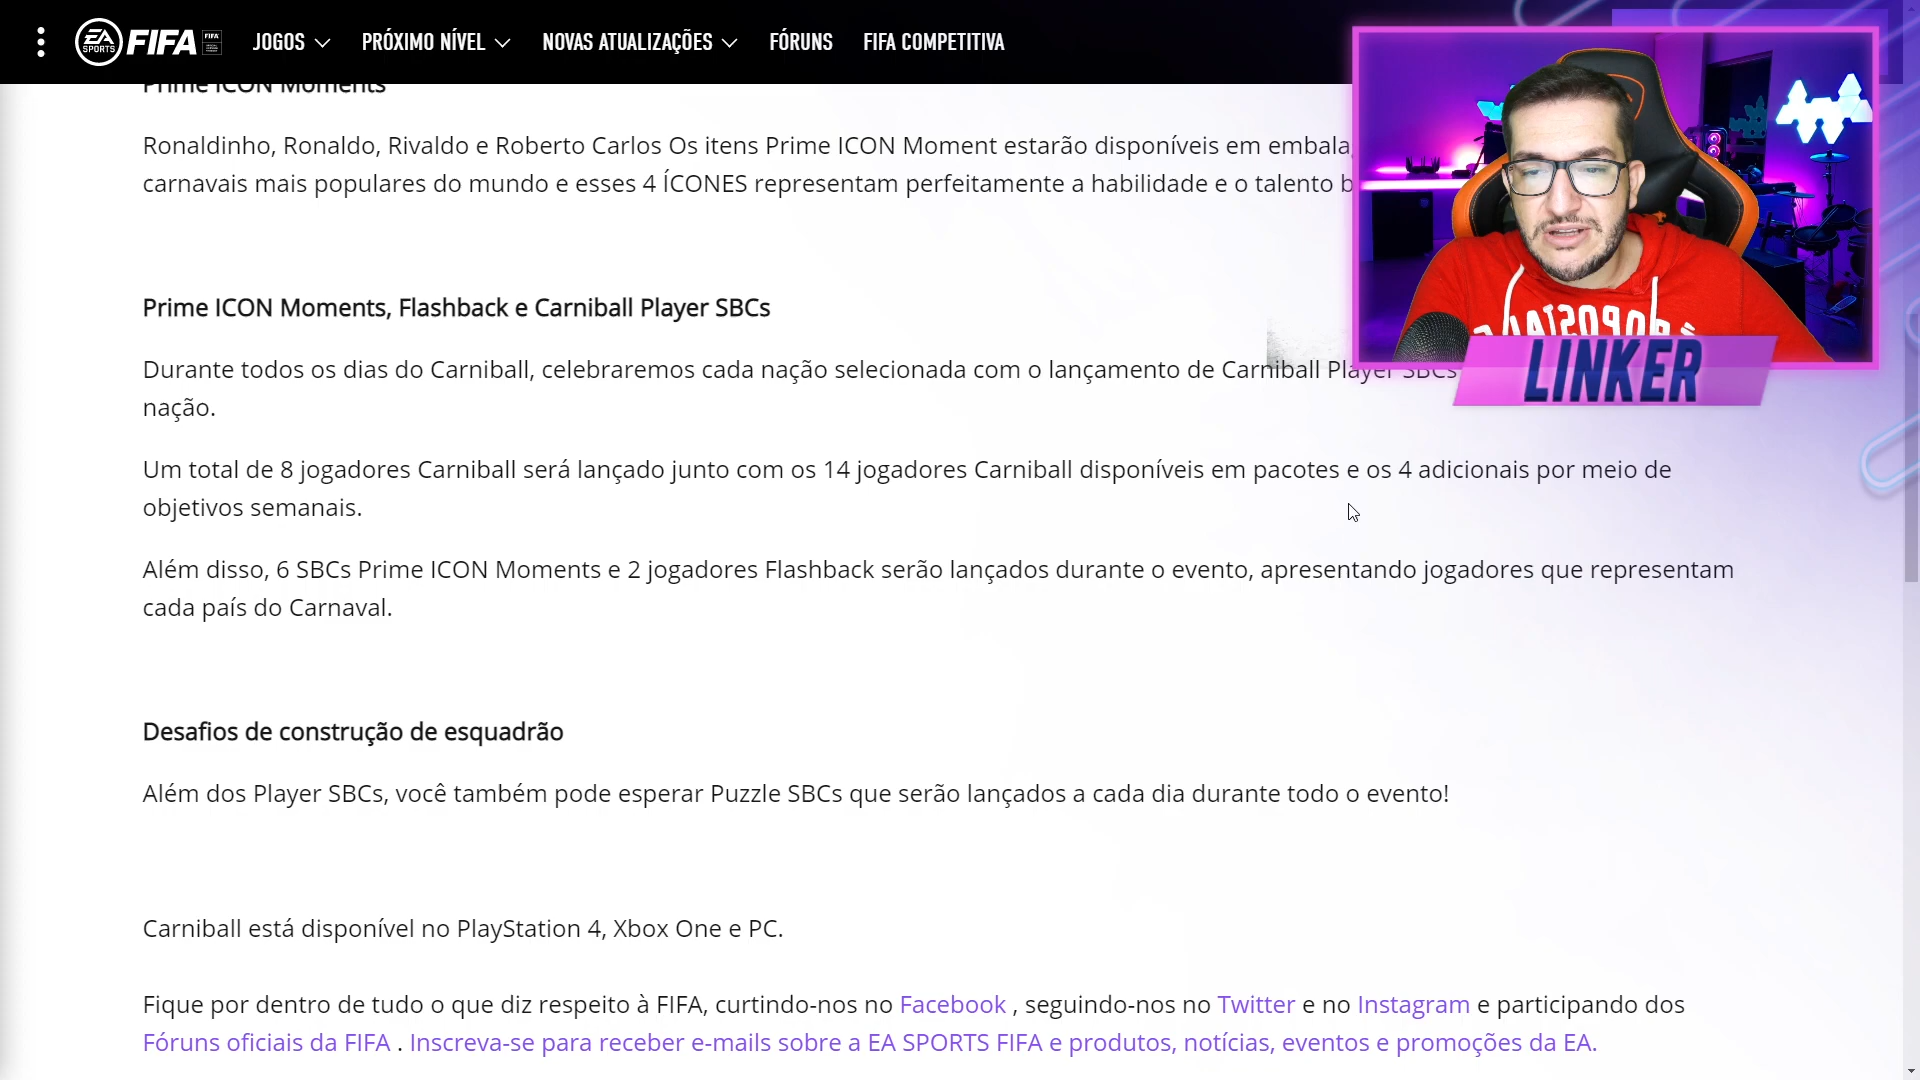 EA SPORTS FIFA FIFA JOGOS PRÓXIMO NÍVEL NOVAS ATUALIZAÇÕES FÓRUNS FIFA COMPETITIVA
Prime ICON Moments
Ronaldinho, Ronaldo, Rivaldo e Roberto Carlos Os itens Prime ICON Moment estarão disponíveis em
carnavais mais populares do mundo e esses 4 ÍCONES representam perfeitamente a habilidade e o talento
Prime ICON Moments, Flashback e Carniball Player SBCs
Durante todos os dias do Carniball, celebraremos cada nação selecionada com o lançamento de Carniball Player SBCs
nação.
LINKER
Um total de 8 jogadores Carniball será lançado junto com os 14 jogadores Carniball disponíveis em pacotes e os 4 adicionais por meio de
objetivos semanais.
Além disso, 6 SBCs Prime ICON Moments e 2 jogadores Flashback serão lançados durante o evento, apresentando jogadores que representam
cada país do Carnaval.
Desafios de construção de esquadrão
Além dos Player SBCs, você também pode esperar Puzzle SBCs que serão lançados a cada dia durante todo o evento!
Carniball está disponível no PlayStation 4, Xbox One e PC.
Fique por dentro de tudo o que diz respeito à FIFA, curtindo-nos no Facebook , seguindo-nos no Twitter e no Instagram e participando dos
Fóruns oficiais da FIFA . Inscreva-se para receber e-mails sobre a EA SPORTS FIFA e produtos, notícias, eventos e promoções da EA.